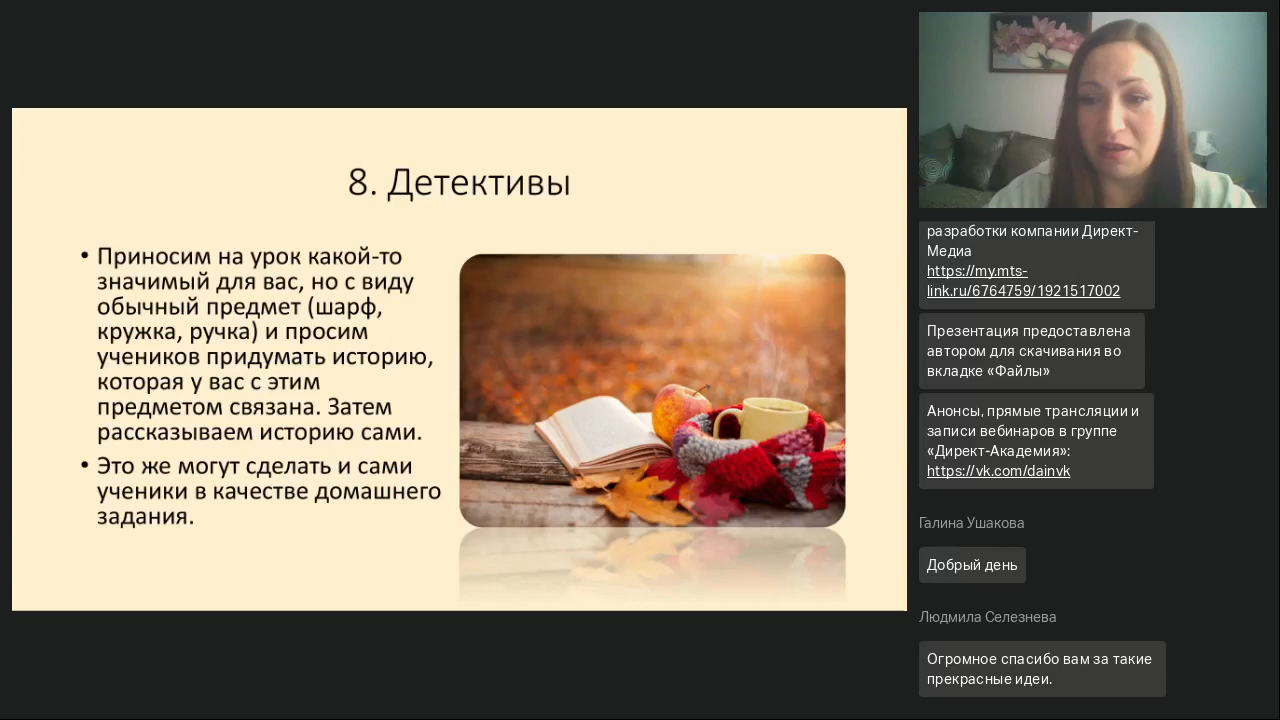 8. Детективы
• Приносим на урок какой-то
значимый для вас, но с виду
обычный предмет (шарф,
кружка, ручка) и просим
учеников придумать историю,
которая у вас с этим
предметом связана. Затем
рассказываем историю сами.
• Это же могут сделать и сами
ученики в качестве домашнего
задания.
разработки компании Директ-
Медиа
https://my.mts-
link.ru/6764759/1921517002
Презентация предоставлена
автором для скачивания во
вкладке «Файлы»
Анонсы, прямые трансляции и
записи вебинаров в группе
«Директ-Академия»:
https://vk.com/dainvk
Галина Ушакова
Добрый день
Людмила Селезнева
Огромное спасибо вам за такие
прекрасные идеи.